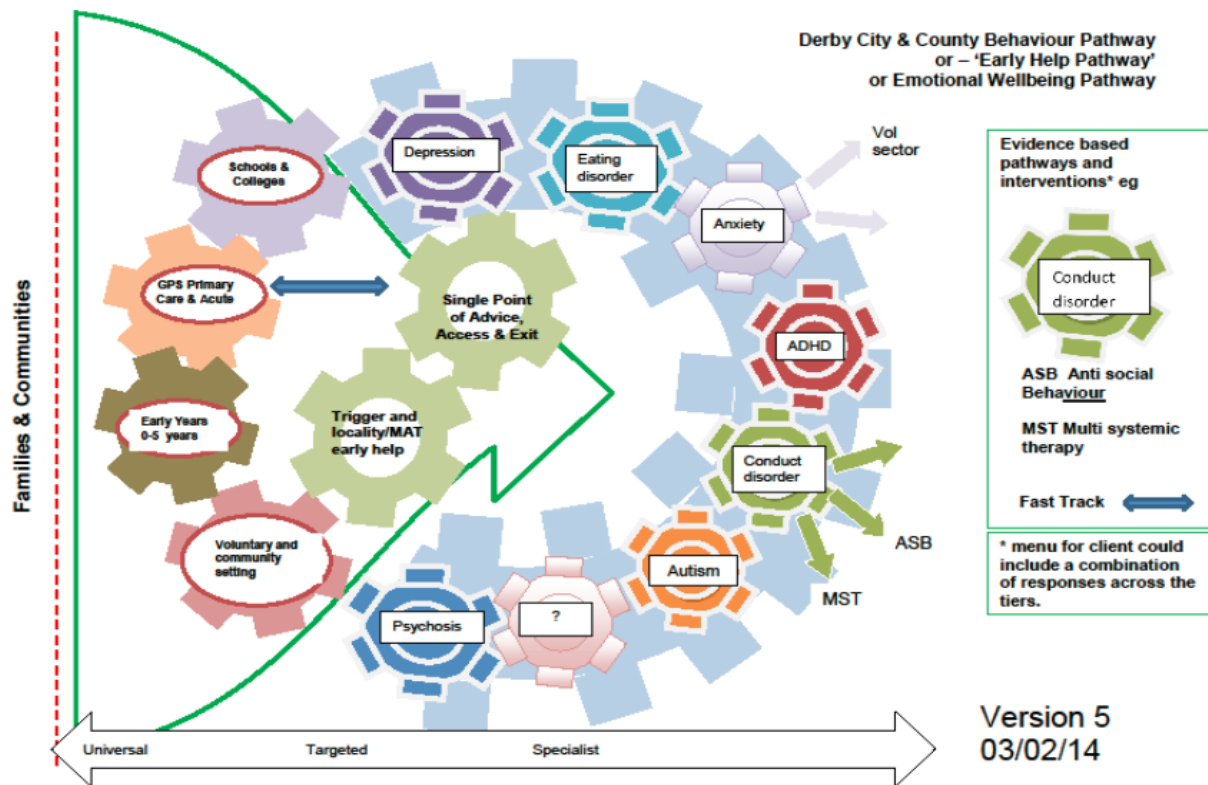 Derby City & County Behaviour Pathway
or – 'Early Help Pathway'
or Emotional Wellbeing Pathway
Families & Communities
Schools &
Colleges
GPS Primary
Care & Acute
Early Years
0-5 years
Voluntary and
community
setting
Single Point
of Advice,
Access & Exit
Trigger and
locality/MAT
early help
Depression
Eating
disorder
Anxiety
Vol
sector
ADHD
Conduct
disorder
ASB
MST
Autism
?
Psychosis
Evidence based
pathways and
interventions* eg
Conduct
disorder
ASB Anti social
Behaviour
MST Multi systemic
therapy
Fast Track
* menu for client could
include a combination
of responses across the
tiers.
Universal
Targeted
Specialist
Version 5
03/02/14